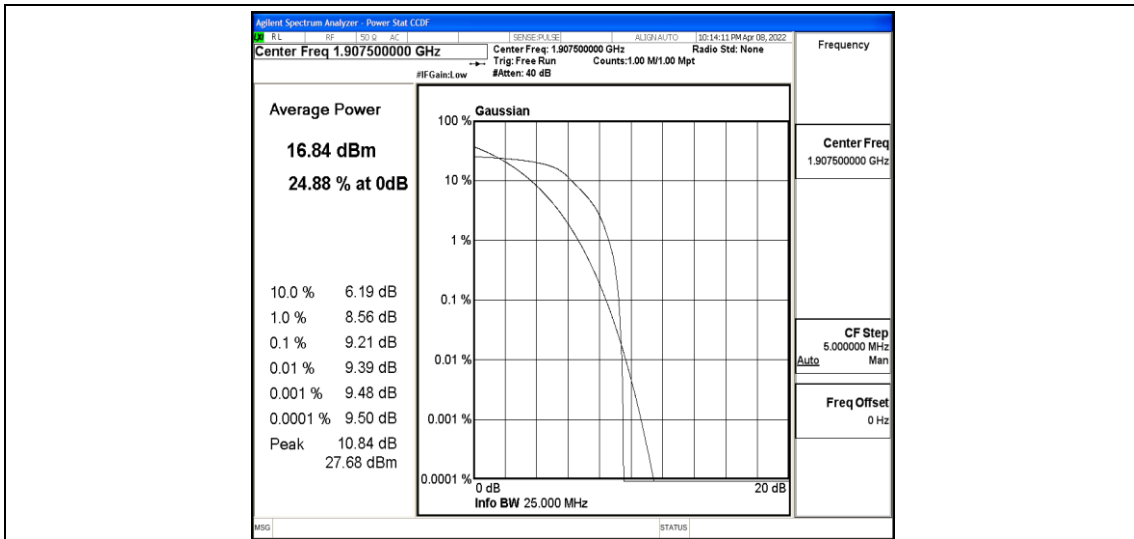 Agilent Spectrum Analyzer - Power Stat CCDF
LXI RL RF 50 Ω AC SENSE:PULSE ALIGN AUTO 10:14:11 PM Apr 08, 2022
Center Freq 1.907500000 GHz
Center Freq: 1.907500000 GHz Radio Std: None
Trig: Free Run Counts:1.00 M/1.00 Mpt
#IFGain:Low #Atten: 40 dB
Frequency
Average Power
16.84 dBm
24.88 % at 0dB
10.0 % 6.19 dB
1.0 % 8.56 dB
0.1 % 9.21 dB
0.01 % 9.39 dB
0.001 % 9.48 dB
0.0001 % 9.50 dB
Peak 10.84 dB
27.68 dBm
Gaussian
100 %
10 %
1 %
0.1 %
0.01 %
0.001 %
0.0001 %
0 dB 20 dB
Info BW 25.000 MHz
Center Freq
1.907500000 GHz
CF Step
5.000000 MHz
Auto Man
Freq Offset
0 Hz
MSG STATUS